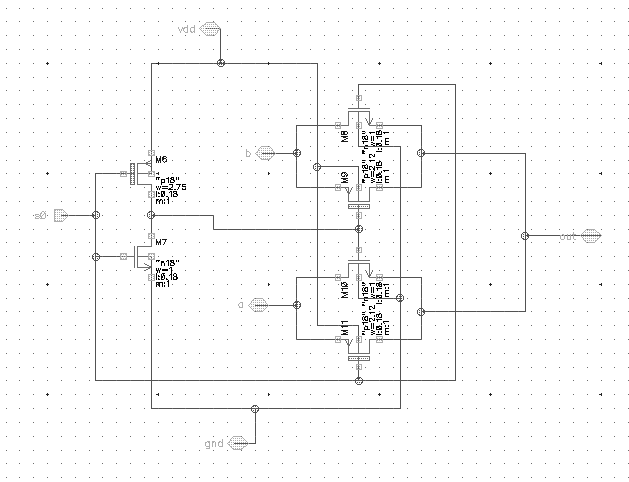 vdd
M6
"p18"
w=2.75
l:0.18
m:1
s0
M7
"n18"
w=1
l:0.18
m:1
b
M8
"n18"
w=1
l:0.18
m:1
M9
"p18"
w=2.12
l:0.18
m:1
out
a
M10
"n18"
w=1
l:0.18
m:1
M11
"p18"
w=2.12
l:0.18
m:1
gnd